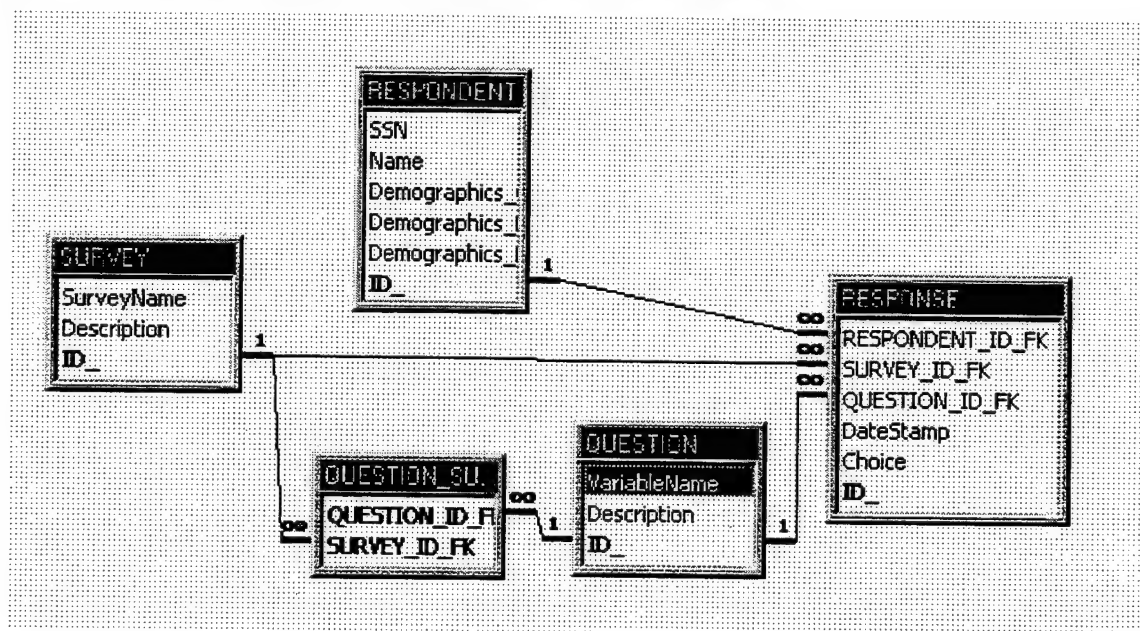 RESPONDENT
SSN
Name
Demographics_
Demographics_
Demographics_
ID_
1
SURVEY
SurveyName
Description
ID_
1
RESPONSE
∞
RESPONDENT_ID_FK
∞
SURVEY_ID_FK
∞
QUESTION_ID_FK
DateStamp
Choice
ID_
QUESTION_SU.
QUESTION_ID_F
∞
SURVEY_ID_FK
∞
QUESTION
VariableName
Description
ID_
1
1